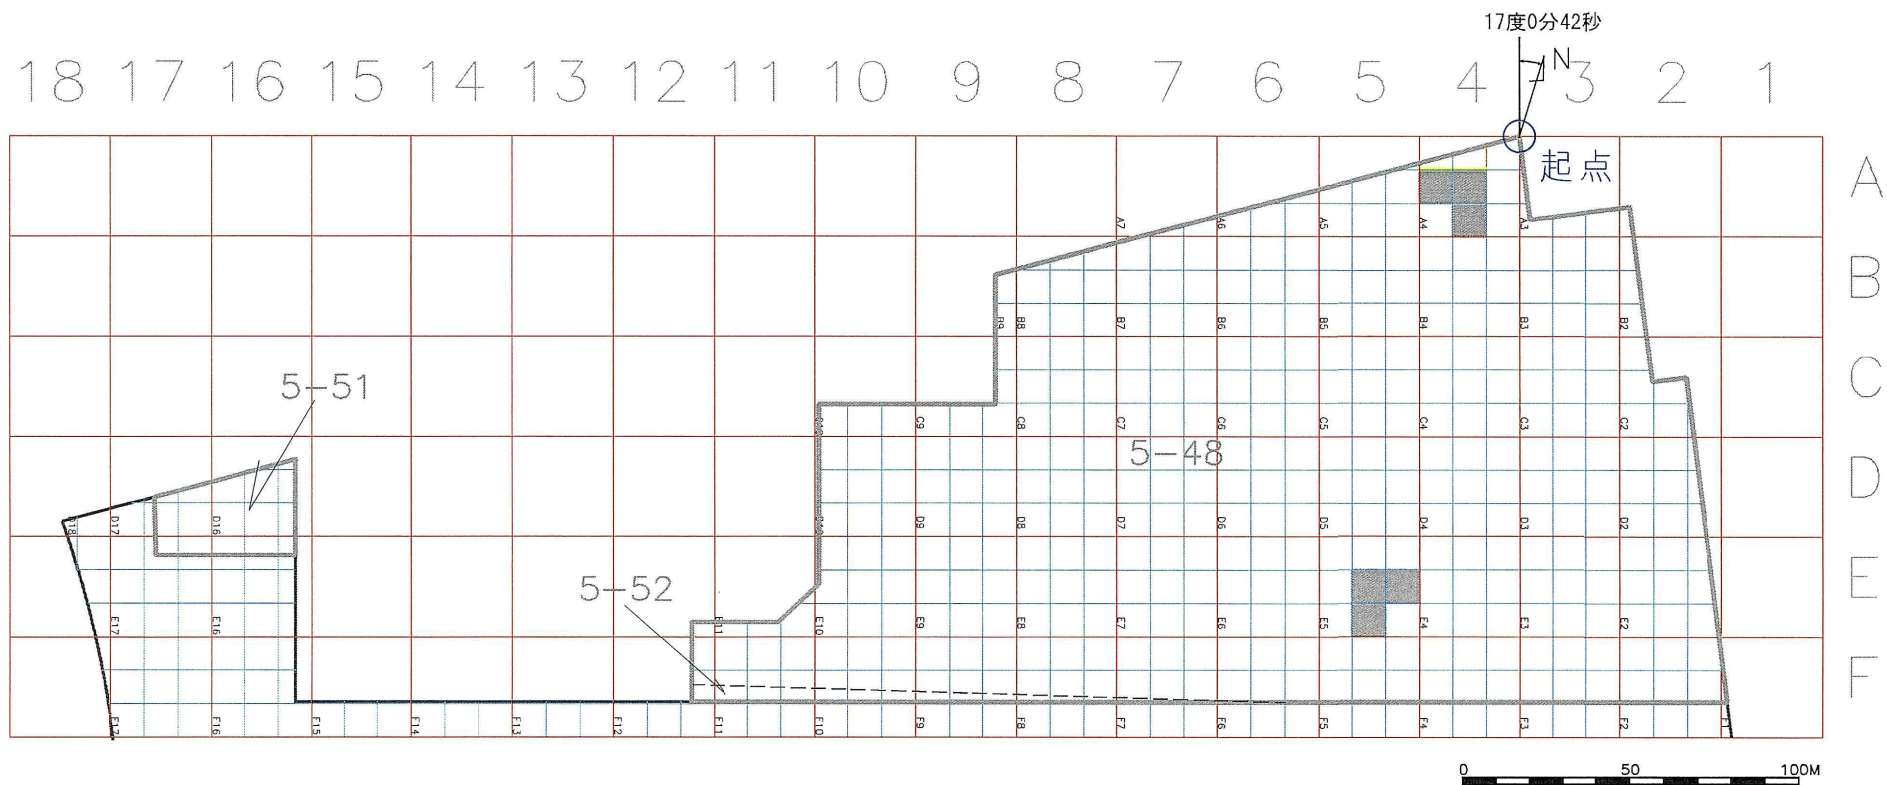 17度0分42秒
N
18 17 16 15 14 13 12 11 10 9 8 7 6 5 4 3 2 1
起点
A
A7 A6 A5 A4 A3
B
B9 B8 B7 B6 B5 B4 B3 B2
C
5-51
C9 C8 C7 C6 C5 C4 C3 C2
5-48
D
D18 D17 D16 D10 D9 D8 D7 D6 D5 D4 D3 D2
E
5-52
E17 E16 E11 E10 E9 E8 E7 E6 E5 E4 E3 E2
F
F17 F16 F15 F14 F13 F12 F11 F10 F9 F8 F7 F6 F5 F4 F3 F2 F1
0 50 100M